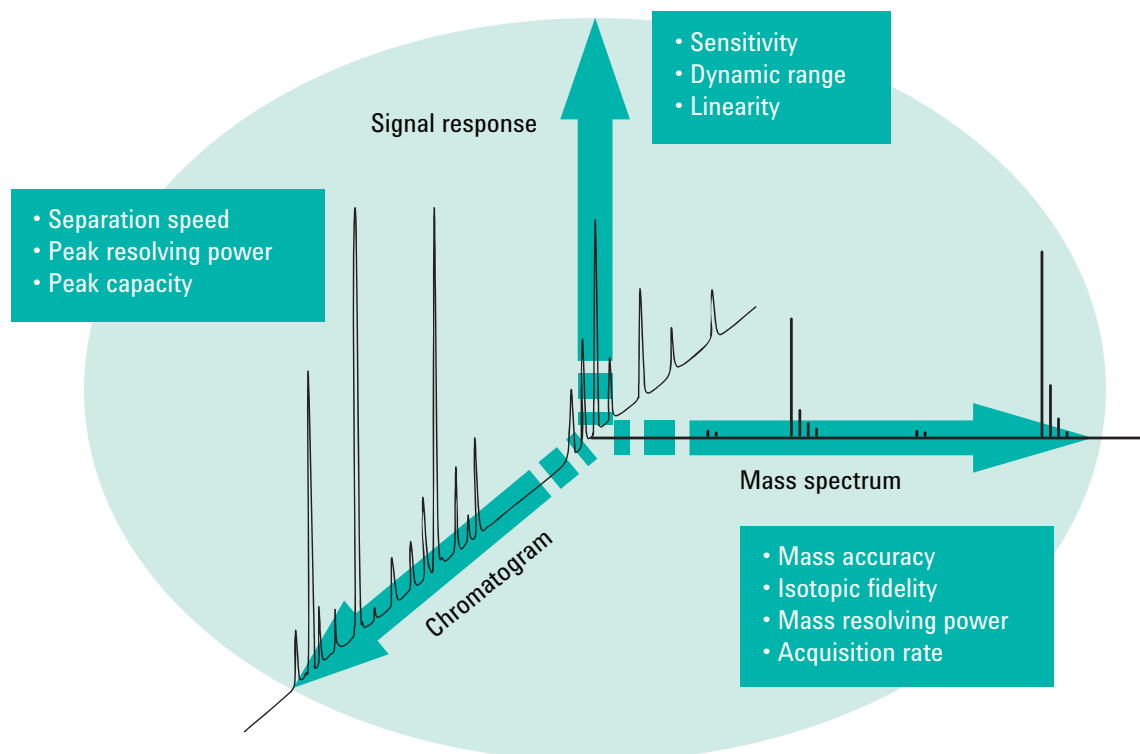 • Sensitivity
• Dynamic range
• Linearity
Signal response
• Separation speed
• Peak resolving power
• Peak capacity
Mass spectrum
Chromatogram
• Mass accuracy
• Isotopic fidelity
• Mass resolving power
• Acquisition rate